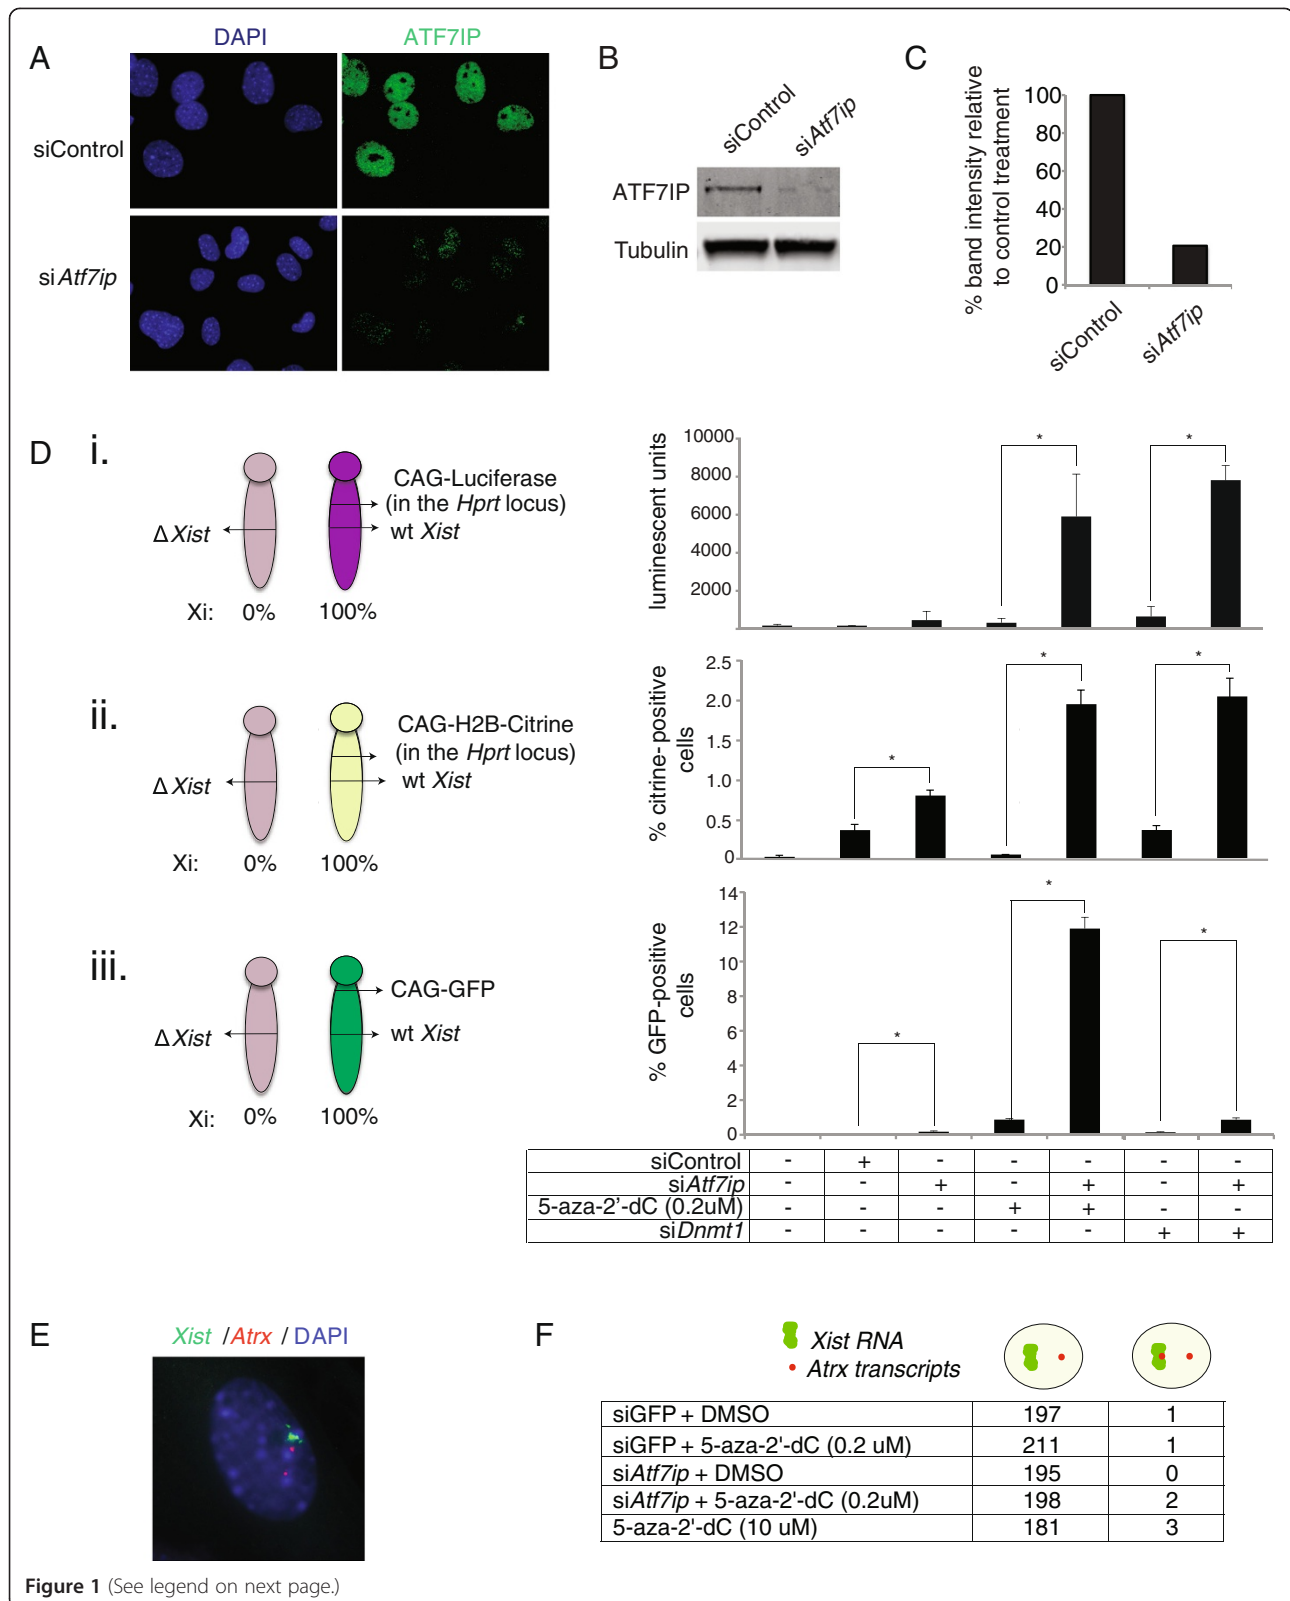 A
DAPI
ATF7IP
siControl
siAtf7ip
B
siControl
siAtf7ip
ATF7IP
Tubulin
C
% band intensity relative
to control treatment
100
80
60
40
20
0
siControl
siAtf7ip
D
i.
ΔXist
CAG-Luciferase
(in the Hprt locus)
wt Xist
Xi: 0% 100%
luminescent units
10000
8000
6000
4000
2000
* *
ii.
ΔXist
CAG-H2B-Citrine
(in the Hprt locus)
wt Xist
Xi: 0% 100%
% citrine-positive
cells
2.5
2.0
1.5
1.0
0.5
0
* * *
iii.
ΔXist
CAG-GFP
wt Xist
Xi: 0% 100%
% GFP-positive
cells
14
12
10
8
6
4
2
0
* * *
siControl - + - - - - -
siAtf7ip - - + - + - +
5-aza-2'-dC (0.2uM) - - - + + - -
siDnmt1 - - - - - + +
E
Xist /Atrx / DAPI
F
Xist RNA
Atrx transcripts
siGFP + DMSO 197 1
siGFP + 5-aza-2'-dC (0.2 uM) 211 1
siAtf7ip + DMSO 195 0
siAtf7ip + 5-aza-2'-dC (0.2uM) 198 2
5-aza-2'-dC (10 uM) 181 3
Figure 1 (See legend on next page.)